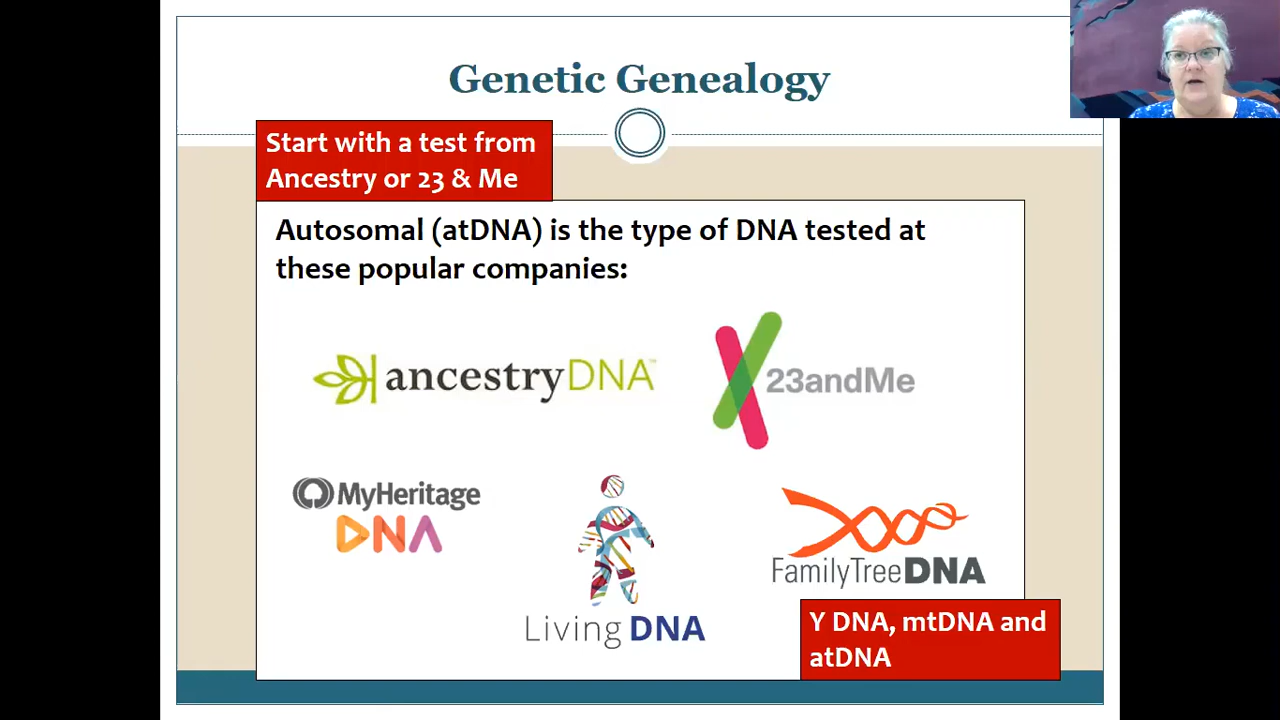 Genetic Genealogy
Start with a test from
Ancestry or 23 & Me
Autosomal (atDNA) is the type of DNA tested at
these popular companies:
ancestryDNA™
23andMe
MyHeritage
DNA
Living DNA
FamilyTreeDNA
Y DNA, mtDNA and
atDNA